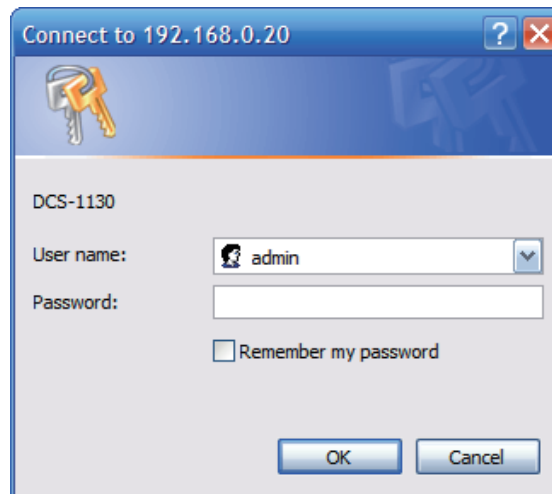 Connect to 192.168.0.20
DCS-1130
User name:
admin
Password:
Remember my password
OK
Cancel